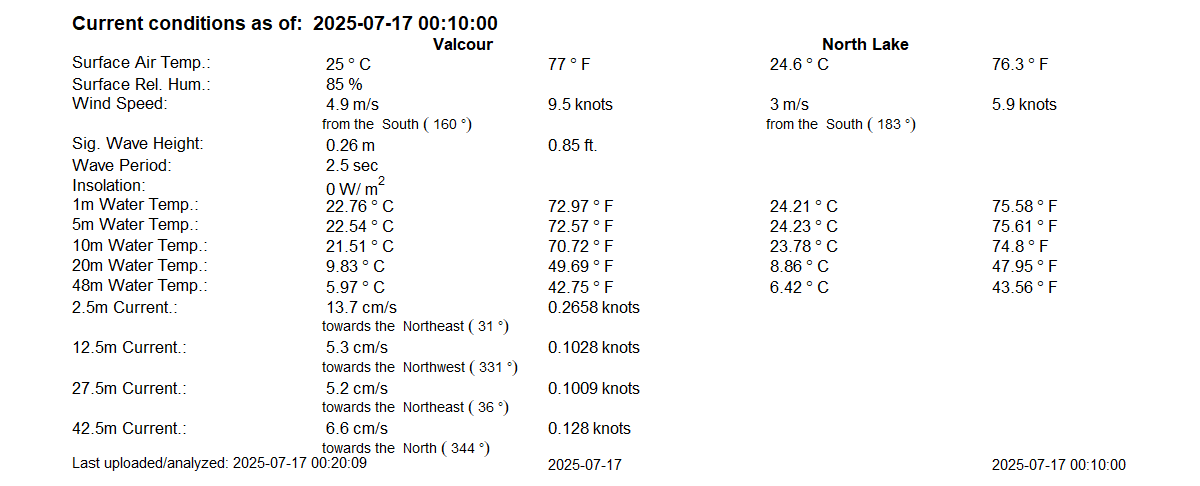 Current conditions as of: 2025-07-17 00:10:00
Valcour North Lake
Surface Air Temp.: 25 ° C 77 ° F 24.6 ° C 76.3 ° F
Surface Rel. Hum.: 85 %
Wind Speed: 4.9 m/s 9.5 knots 3 m/s 5.9 knots
from the South ( 160 °) from the South ( 183 °)
Sig. Wave Height: 0.26 m 0.85 ft.
Wave Period: 2.5 sec
Insolation: 0 W/ m2
1m Water Temp.: 22.76 ° C 72.97 ° F 24.21 ° C 75.58 ° F
5m Water Temp.: 22.54 ° C 72.57 ° F 24.23 ° C 75.61 ° F
10m Water Temp.: 21.51 ° C 70.72 ° F 23.78 ° C 74.8 ° F
20m Water Temp.: 9.83 ° C 49.69 ° F 8.86 ° C 47.95 ° F
48m Water Temp.: 5.97 ° C 42.75 ° F 6.42 ° C 43.56 ° F
2.5m Current.: 13.7 cm/s 0.2658 knots
towards the Northeast ( 31 °)
12.5m Current.: 5.3 cm/s 0.1028 knots
towards the Northwest ( 331 °)
27.5m Current.: 5.2 cm/s 0.1009 knots
towards the Northeast ( 36 °)
42.5m Current.: 6.6 cm/s 0.128 knots
towards the North ( 344 °)
Last uploaded/analyzed: 2025-07-17 00:20:09 2025-07-17 2025-07-17 00:10:00